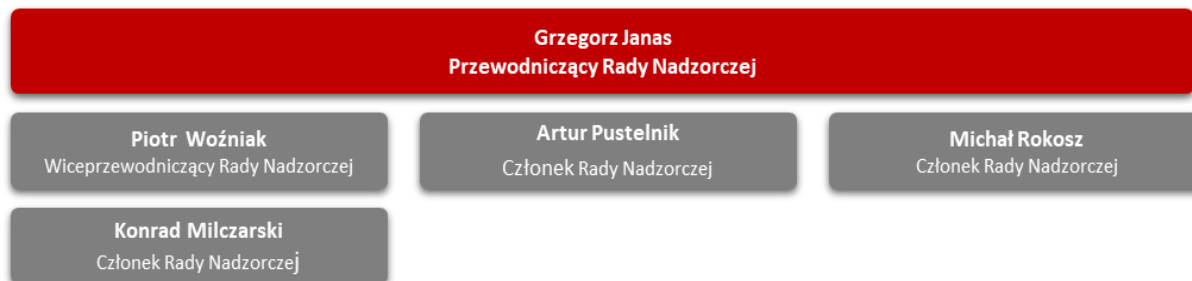 Grzegorz Janas
Przewodniczący Rady Nadzorczej
Piotr Woźniak
Wiceprzewodniczący Rady Nadzorczej
Artur Pustelnik
Członek Rady Nadzorczej
Michał Rokosz
Członek Rady Nadzorczej
Konrad Milczarski
Członek Rady Nadzorczej